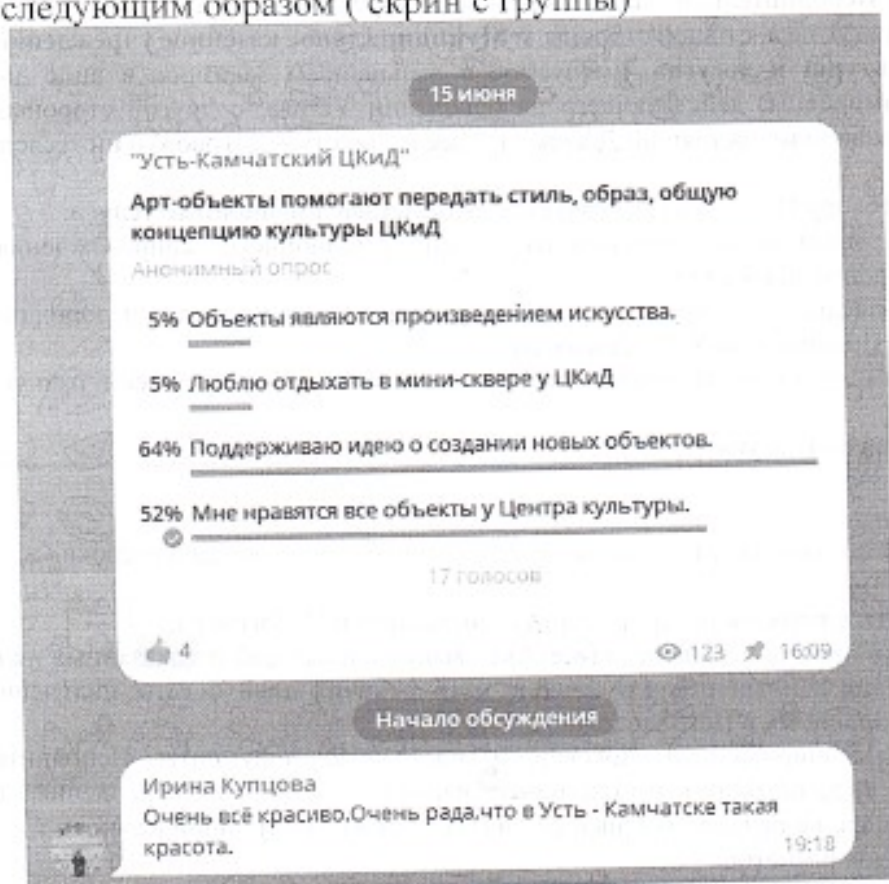 следующим образом ( скрин с группы)
15 июня
"Усть-Камчатский ЦКиД"
Арт-объекты помогают передать стиль, образ, общую
концепцию культуры ЦКиД
Анонимный опрос
5% Объекты являются произведением искусства.
5% Люблю отдыхать в мини-сквере у ЦКиД
64% Поддерживаю идею о создании новых объектов.
52% Мне нравятся все объекты у Центра культуры.
17 голосов
4
123 16:09
Начало обсуждения
Ирина Купцова
Очень всё красиво.Очень рада.что в Усть - Камчатске такая
красота.
19:18